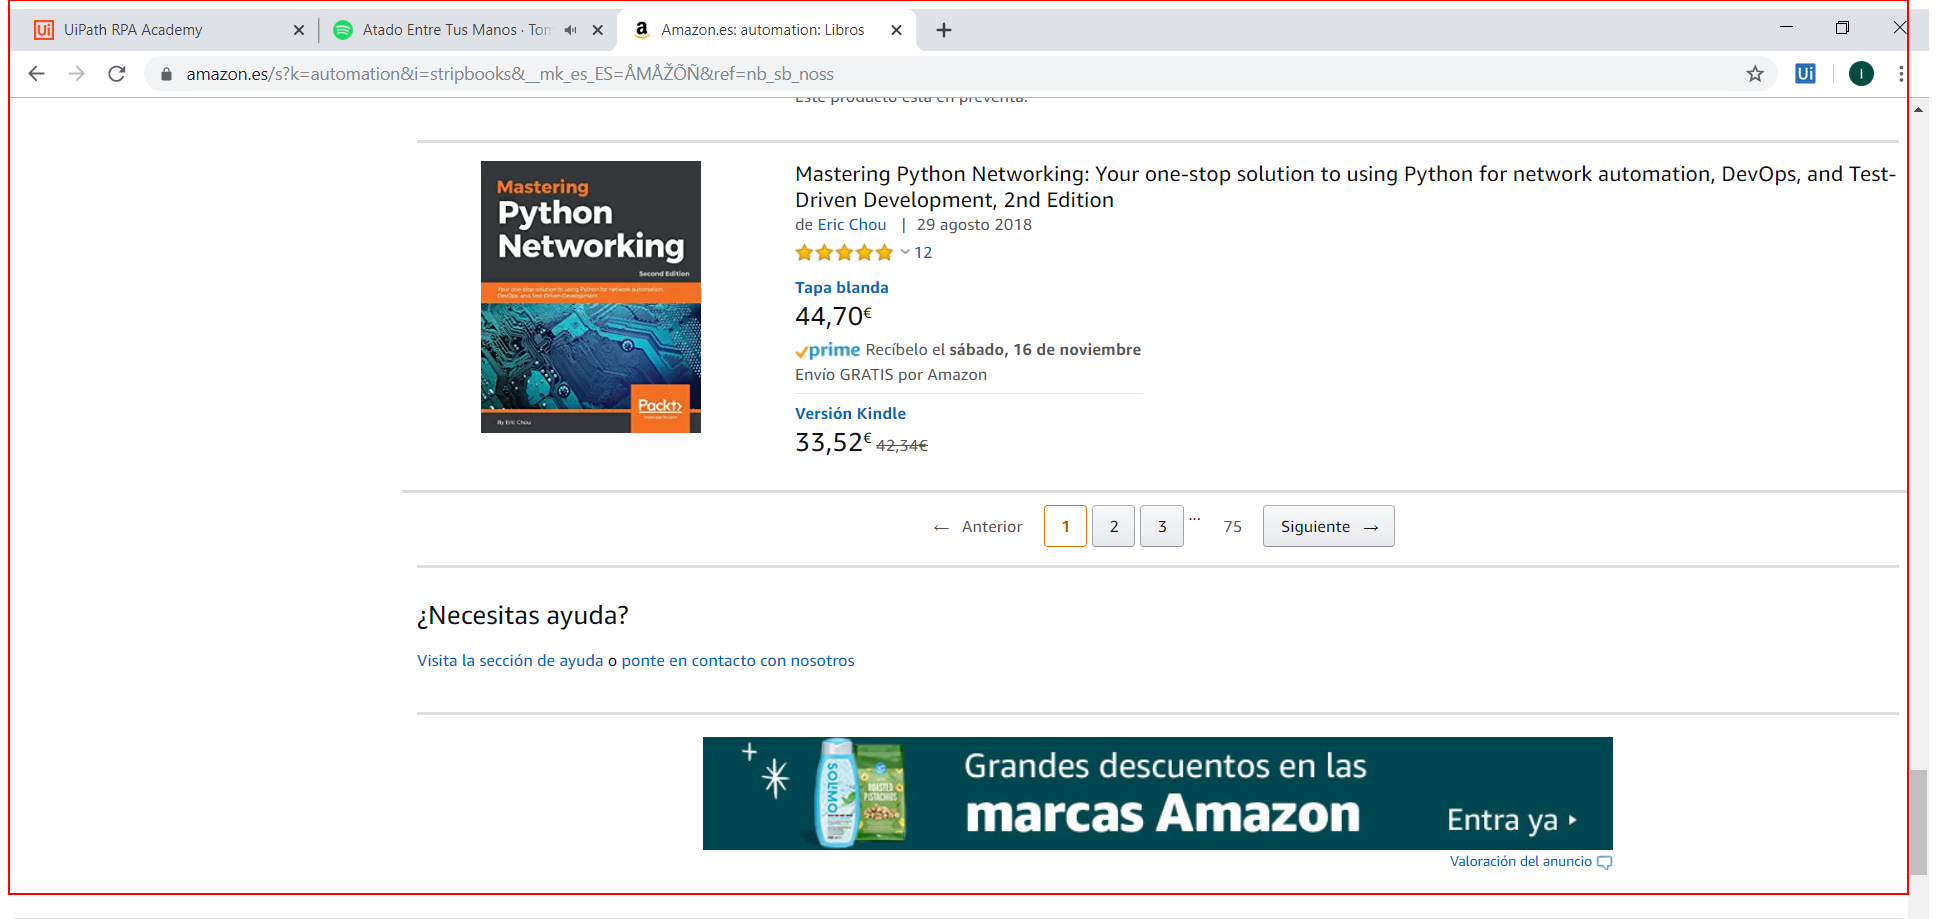 UiPath RPA Academy
Atado Entre Tus Manos · Tom
Amazon.es: automation: Libros
amazon.es/s?k=automation&i=stripbooks&__mk_es_ES=ÅMÅŽÕÑ&ref=nb_sb_noss
Ui
I
Este producto está en preventa.
Mastering
Python
Networking
Second Edition
Your one-stop solution to using Python for network automation,
DevOps, and Test-Driven Development
Packt>
www.packt.com
By Eric Chou
Mastering Python Networking: Your one-stop solution to using Python for network automation, DevOps, and Test-
Driven Development, 2nd Edition
de Eric Chou | 29 agosto 2018
12
Tapa blanda
44,70€
prime Recíbelo el sábado, 16 de noviembre
Envío GRATIS por Amazon
Versión Kindle
33,52€ 42,34€
← Anterior 1 2 3 ... 75 Siguiente →
¿Necesitas ayuda?
Visita la sección de ayuda o ponte en contacto con nosotros
SOLIMO
ROASTED
PISTACHIOS
Grandes descuentos en las
marcas Amazon
Entra ya
Valoración del anuncio